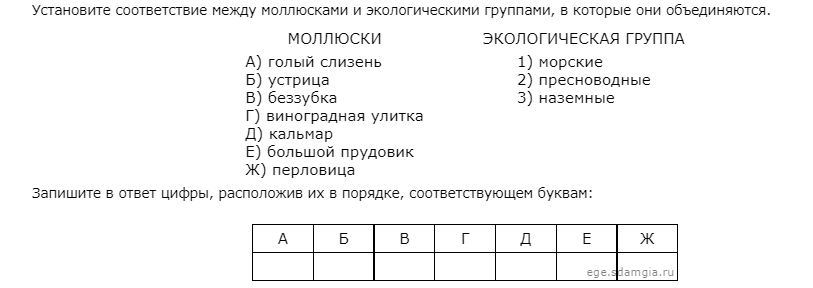 Установите соответствие между моллюсками и экологическими группами, в которые они объединяются.
МОЛЛЮСКИ ЭКОЛОГИЧЕСКАЯ ГРУППА
А) голый слизень 1) морские
Б) устрица 2) пресноводные
В) беззубка 3) наземные
Г) виноградная улитка
Д) кальмар
Е) большой прудовик
Ж) перловица
Запишите в ответ цифры, расположив их в порядке, соответствующем буквам:
А Б В Г Д Е Ж
ege.sdamgia.ru